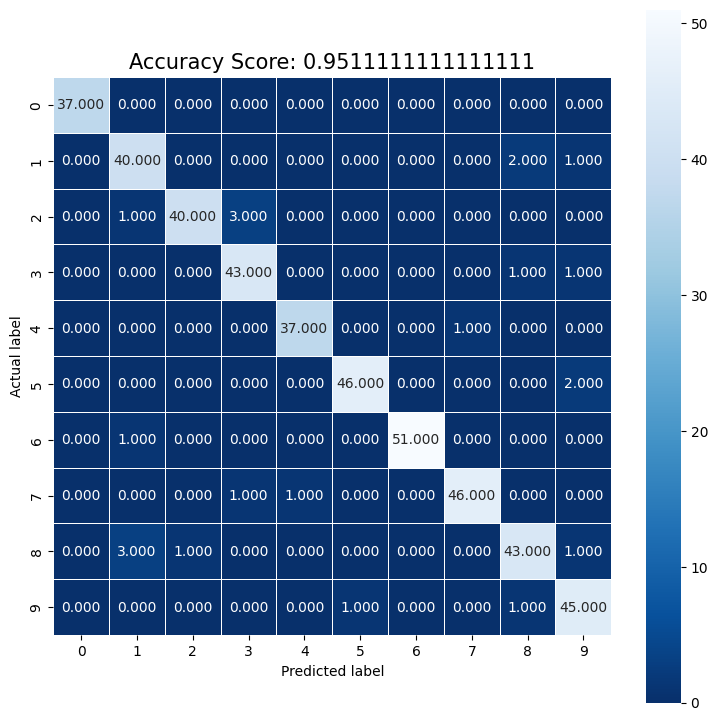 Accuracy Score: 0.9511111111111111
Actual label
0 37.000 0.000 0.000 0.000 0.000 0.000 0.000 0.000 0.000 0.000
1 0.000 40.000 0.000 0.000 0.000 0.000 0.000 0.000 2.000 1.000
2 0.000 1.000 40.000 3.000 0.000 0.000 0.000 0.000 0.000 0.000
3 0.000 0.000 0.000 43.000 0.000 0.000 0.000 0.000 1.000 1.000
4 0.000 0.000 0.000 0.000 37.000 0.000 0.000 1.000 0.000 0.000
5 0.000 0.000 0.000 0.000 0.000 46.000 0.000 0.000 0.000 2.000
6 0.000 1.000 0.000 0.000 0.000 0.000 51.000 0.000 0.000 0.000
7 0.000 0.000 0.000 1.000 1.000 0.000 0.000 46.000 0.000 0.000
8 0.000 3.000 1.000 0.000 0.000 0.000 0.000 0.000 43.000 1.000
9 0.000 0.000 0.000 0.000 0.000 1.000 0.000 0.000 1.000 45.000
0 1 2 3 4 5 6 7 8 9
Predicted label
50
40
30
20
10
0